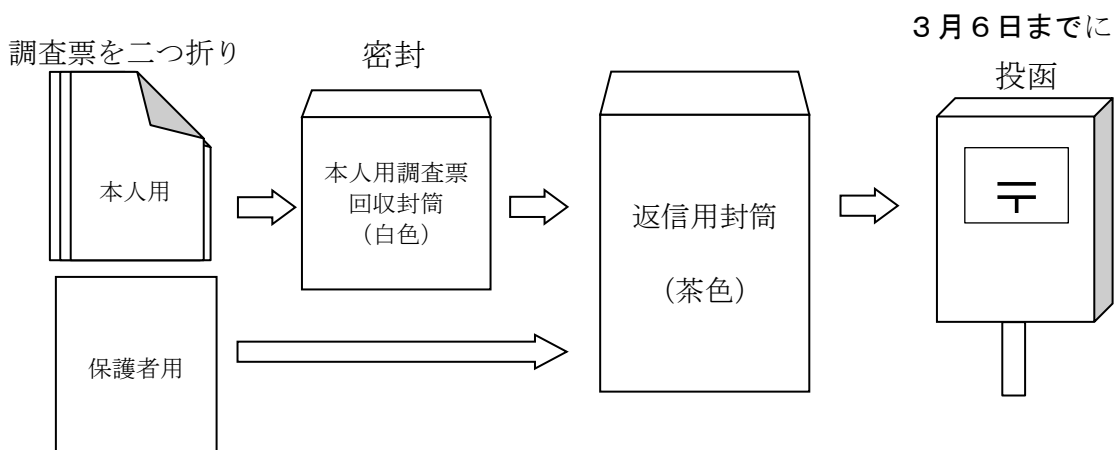 調査票を二つ折り
密封
3月6日までに
投函
本人用
本人用調査票
回収封筒
（白色）
返信用封筒
（茶色）
〒
保護者用